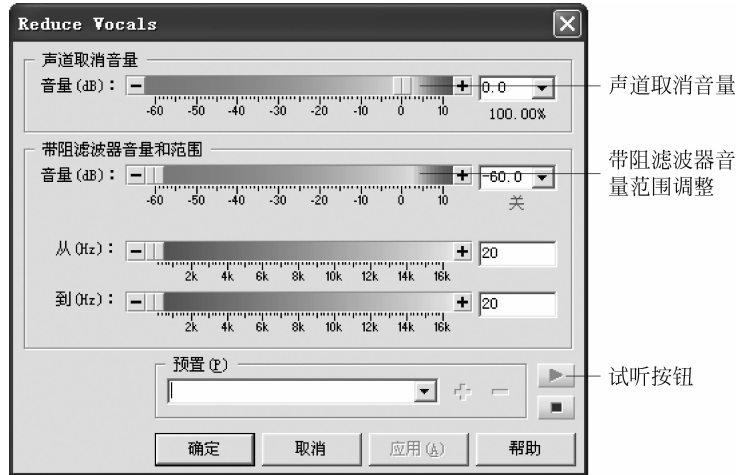 Reduce Vocals
声道取消音量
音量(dB): 0.0
-60 -50 -40 -30 -20 -10 0 10 100.00%
声道取消音量
带阻滤波器音量和范围
音量(dB): -60.0
-60 -50 -40 -30 -20 -10 0 10 关
带阻滤波器音
量范围调整
从(Hz): 20
2k 4k 6k 8k 10k 12k 14k 16k
到(Hz): 20
2k 4k 6k 8k 10k 12k 14k 16k
预置(P)
试听按钮
确定 取消 应用(A) 帮助